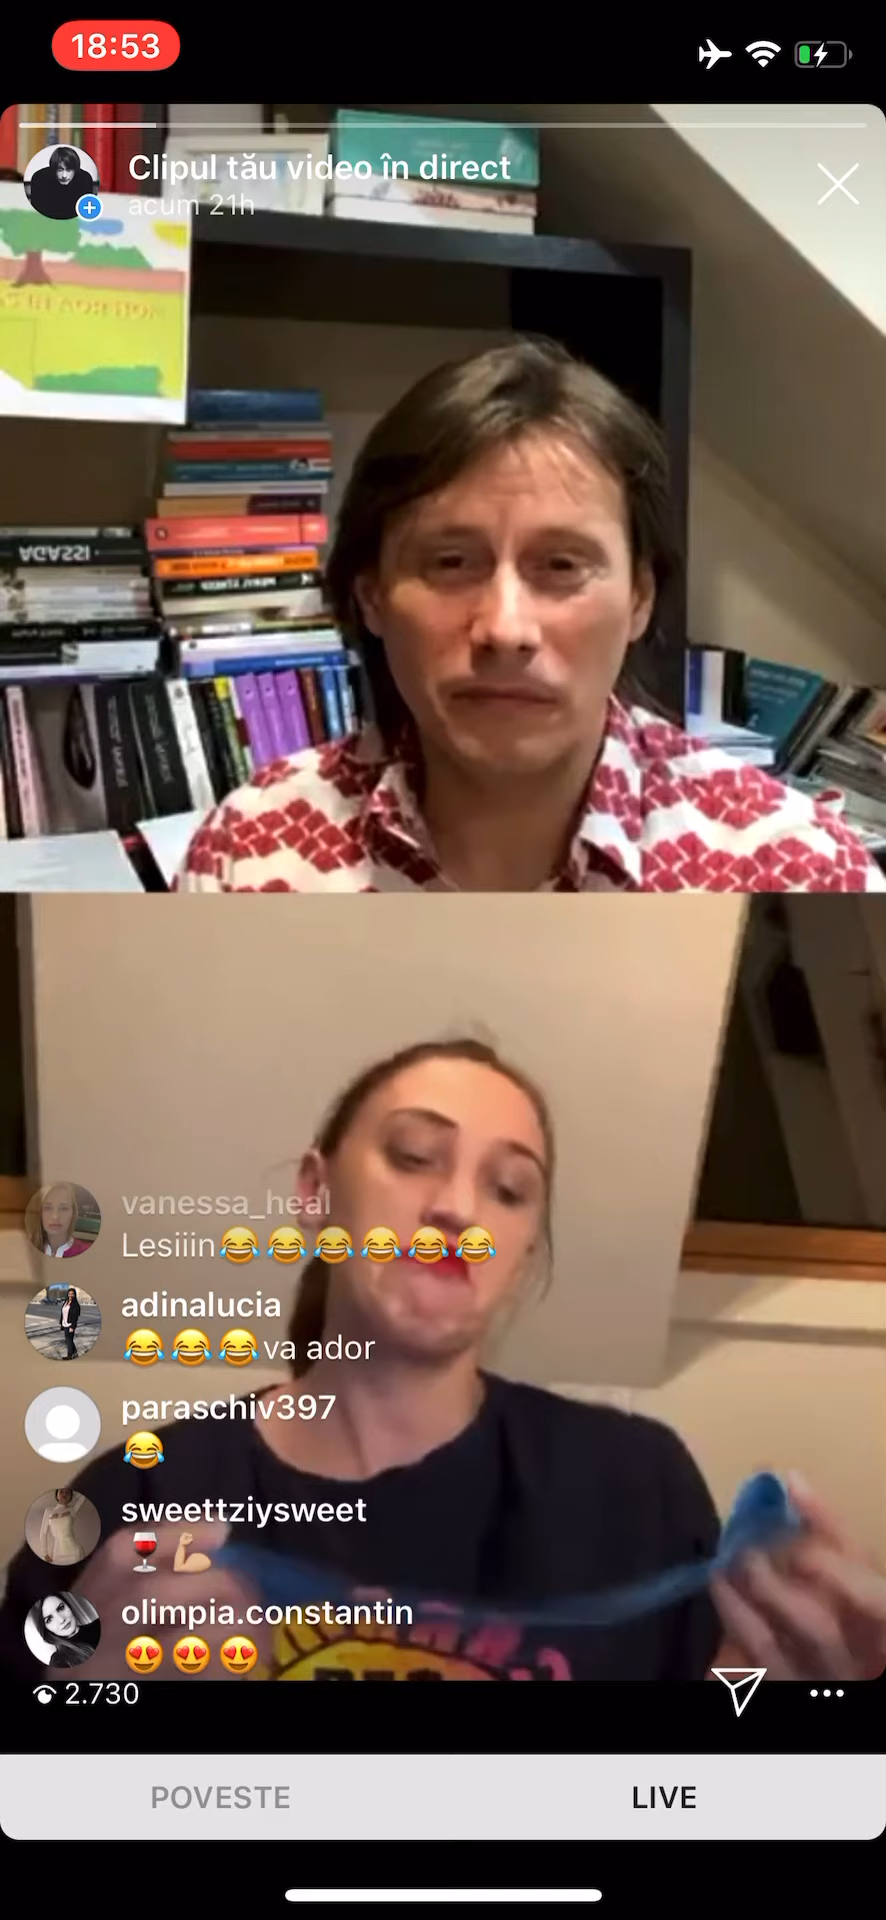 18:53
Clipul tău video în direct
acum 21h
AGASSI
vanessa_heal
Lesiiin😂😂😂😂😂😂
adinalucia
😂😂😂va ador
paraschiv397
😂
sweettziysweet
🍷💪🏼
olimpia.constantin
😍😍😍
2.730
POVESTE
LIVE